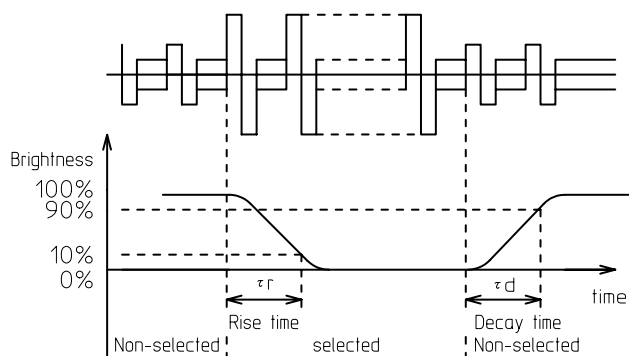 Brightness
100%
90%
10%
0%
τr
τd
time
Rise time
Decay time
Non-selected
selected
Non-selected